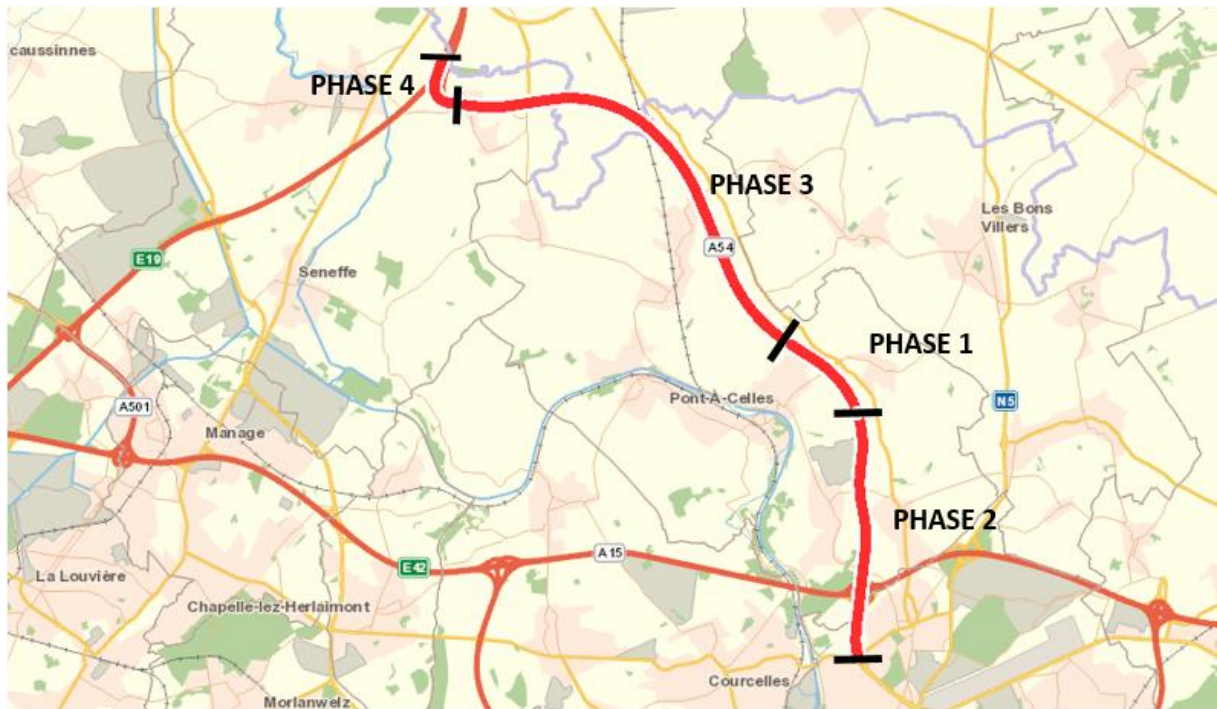 caussinnes
PHASE 4
PHASE 3
Les Bons
Villers
A54
E19
Seneffe
PHASE 1
Pont-À-Celles
A501
N5
Manage
PHASE 2
A15
E42
La Louvière
Chapelle-lez-Herlaimont
Courcelles
Morlanwelz